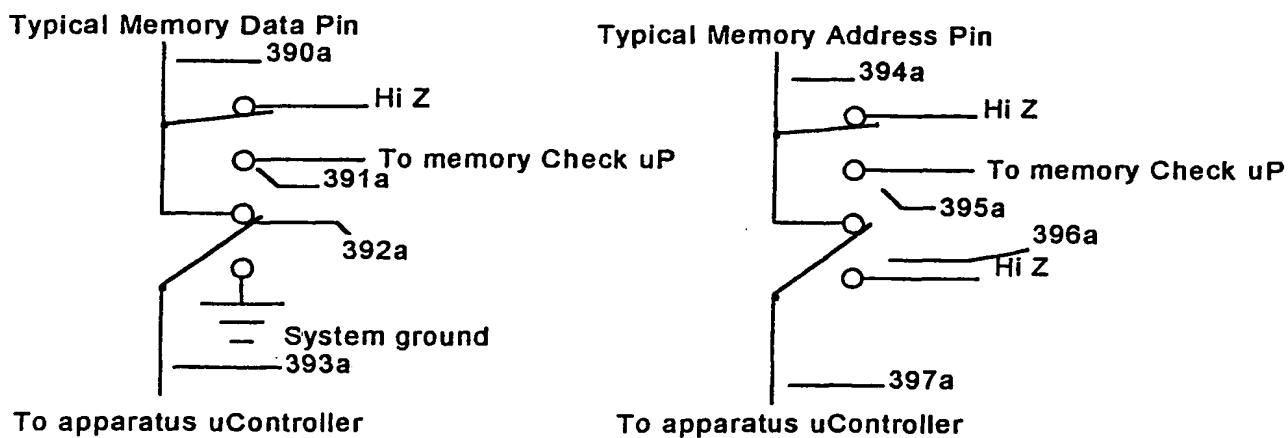 Typical Memory Data Pin
390a
Hi Z
To memory Check uP
391a
392a
System ground
393a
To apparatus uController
Typical Memory Address Pin
394a
Hi Z
To memory Check uP
395a
396a
Hi Z
397a
To apparatus uController